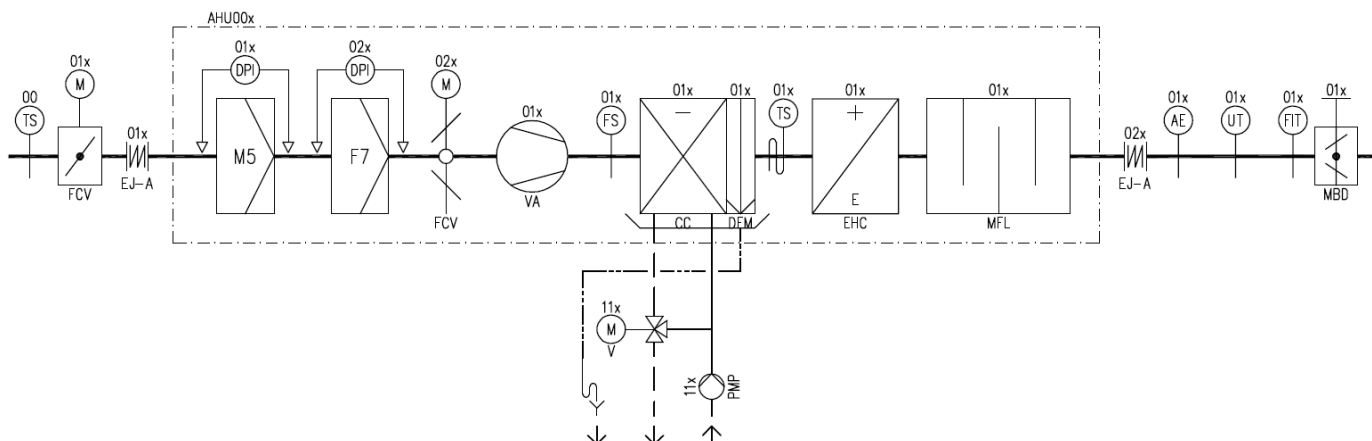 AHU00x
00
TS
01x
M
FCV
01x
EJ-A
01x
DPI
M5
02x
DPI
F7
02x
M
FCV
01x
VA
01x
FS
01x
CC
01x
DEM
01x
TS
01x
E
EHC
01x
MFL
02x
EJ-A
01x
AE
01x
UT
01x
FIT
01x
MBD
11x
M
V
11x
PMP